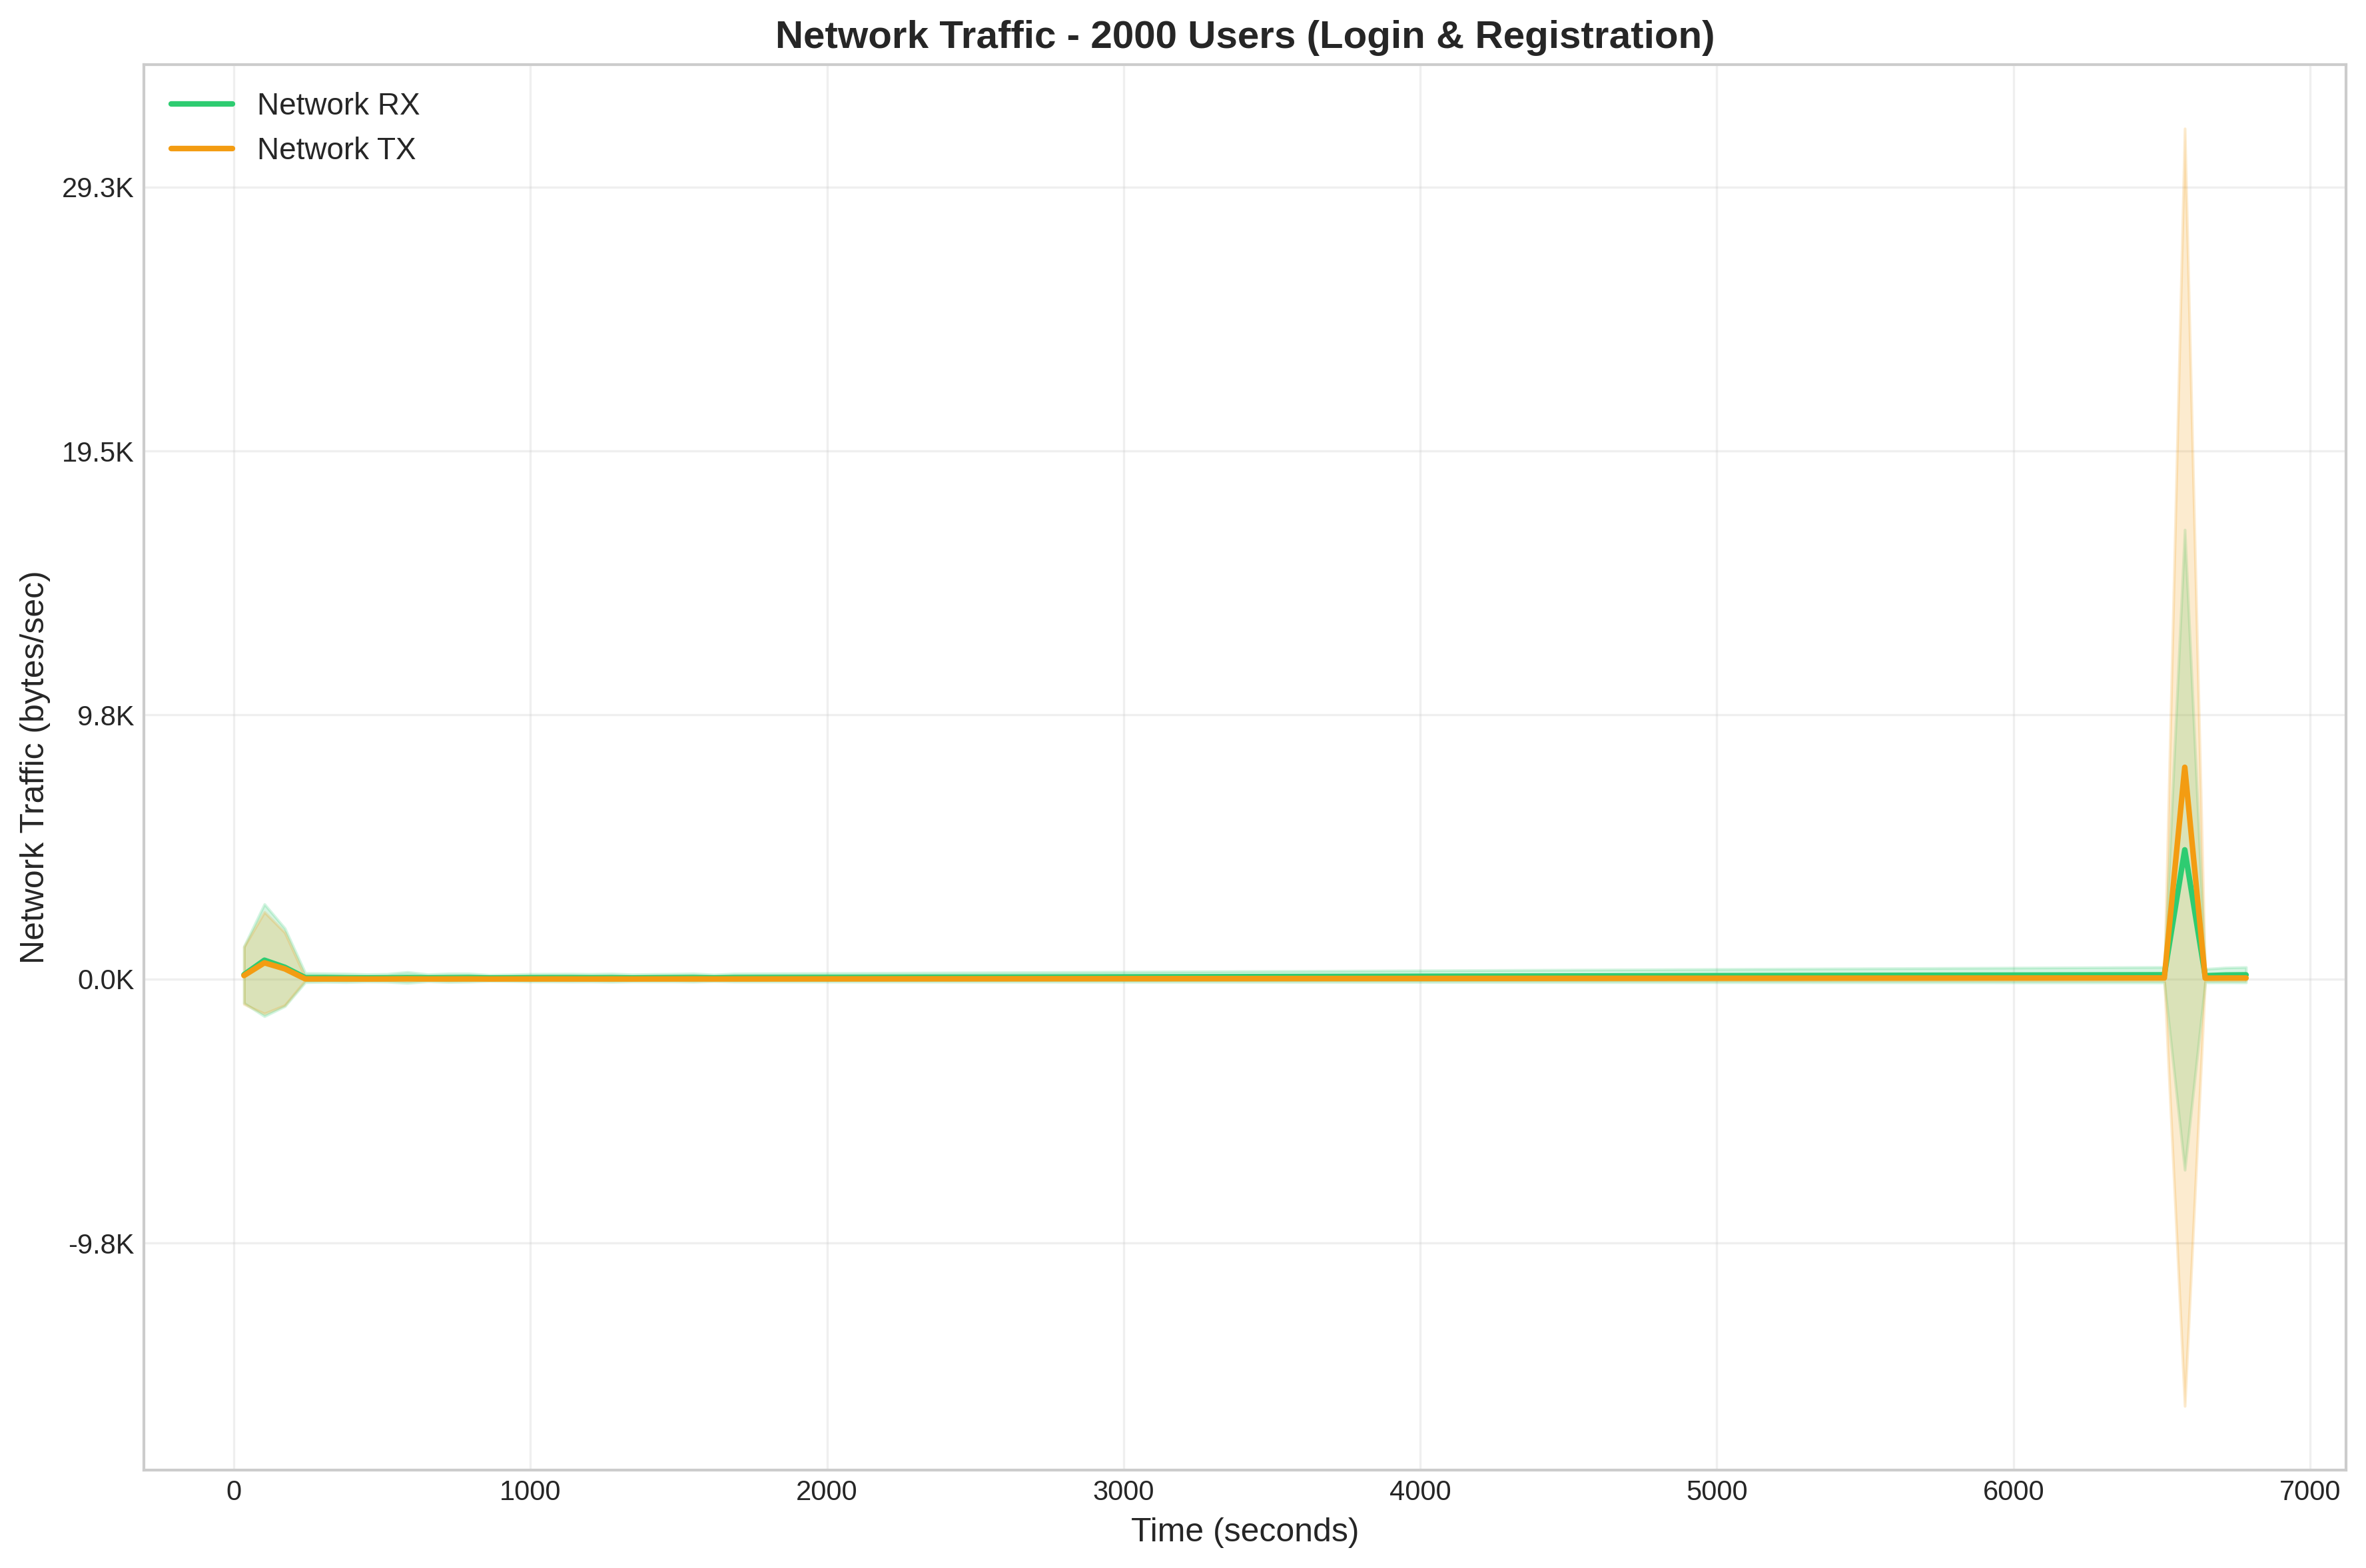 Network Traffic - 2000 Users (Login & Registration)
Network RX
Network TX
29.3K
19.5K
9.8K
0.0K
-9.8K
Network Traffic (bytes/sec)
0 1000 2000 3000 4000 5000 6000 7000
Time (seconds)